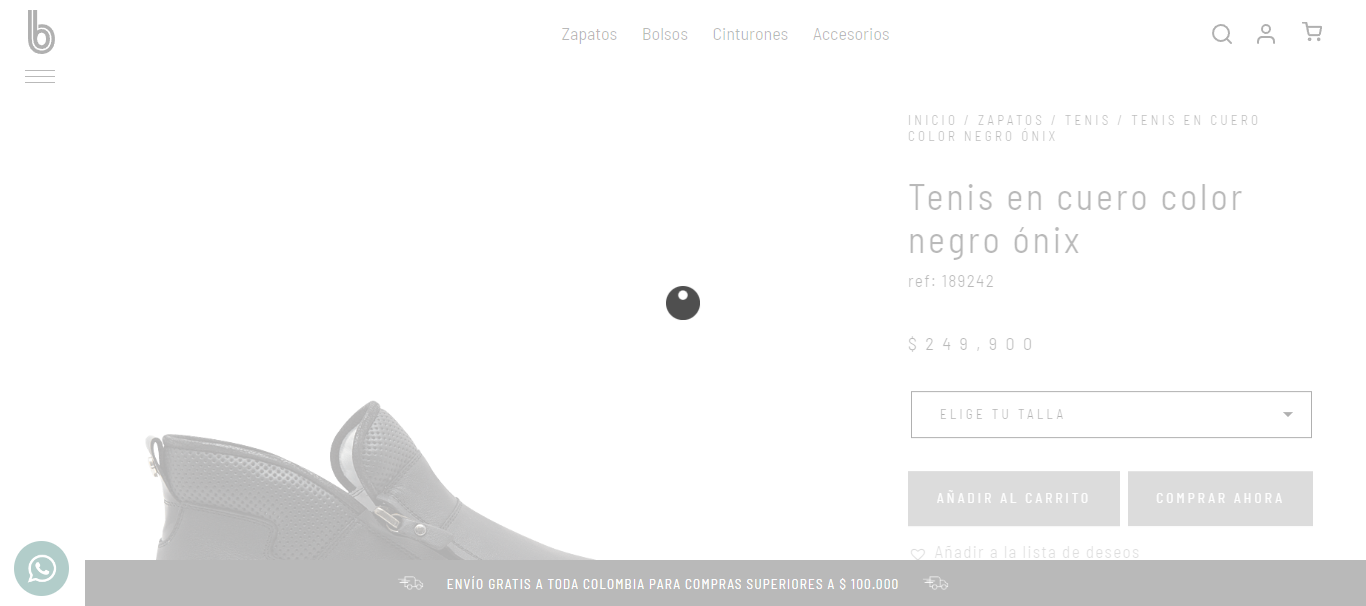 b
Zapatos Bolsos Cinturones Accesorios
INICIO / ZAPATOS / TENIS / TENIS EN CUERO
COLOR NEGRO ÓNIX
Tenis en cuero color
negro ónix
ref: 189242
$249,900
ELIGE TU TALLA
AÑADIR AL CARRITO COMPRAR AHORA
Añadir a la lista de deseos
ENVÍO GRATIS A TODA COLOMBIA PARA COMPRAS SUPERIORES A $ 100.000